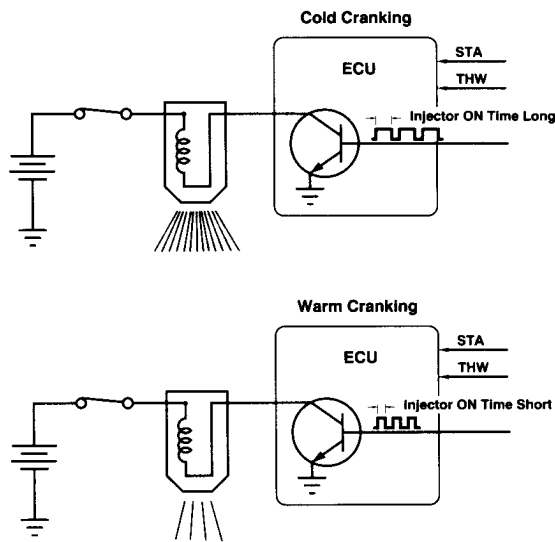 Cold Cranking
ECU
STA
THW
Injector ON Time Long
Warm Cranking
ECU
STA
THW
Injector ON Time Short